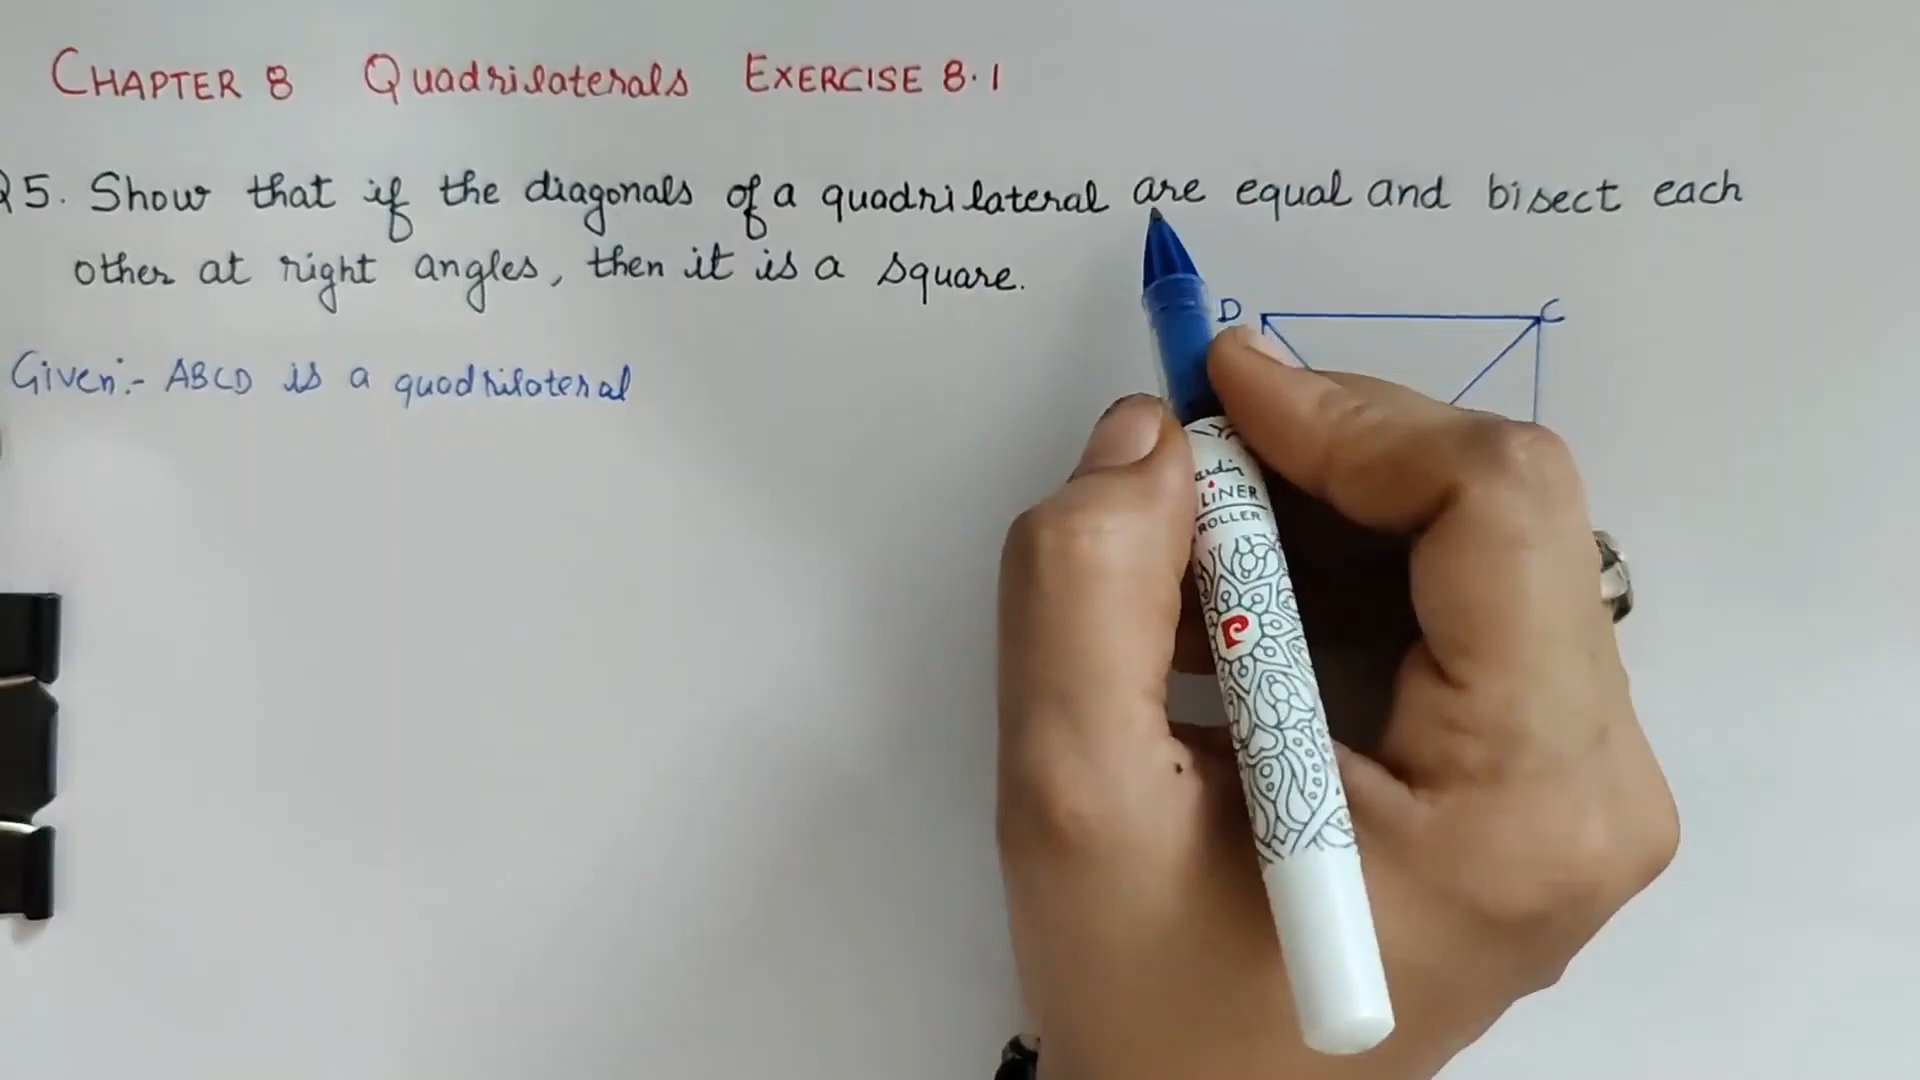 CHAPTER 8 Quadrilaterals EXERCISE 8.1
Q5. Show that if the diagonals of a quadrilateral are equal and bisect each
other at right angles, then it is a square.
D C
Given:- ABCD is a quadrilateral
LINER
ROLLER